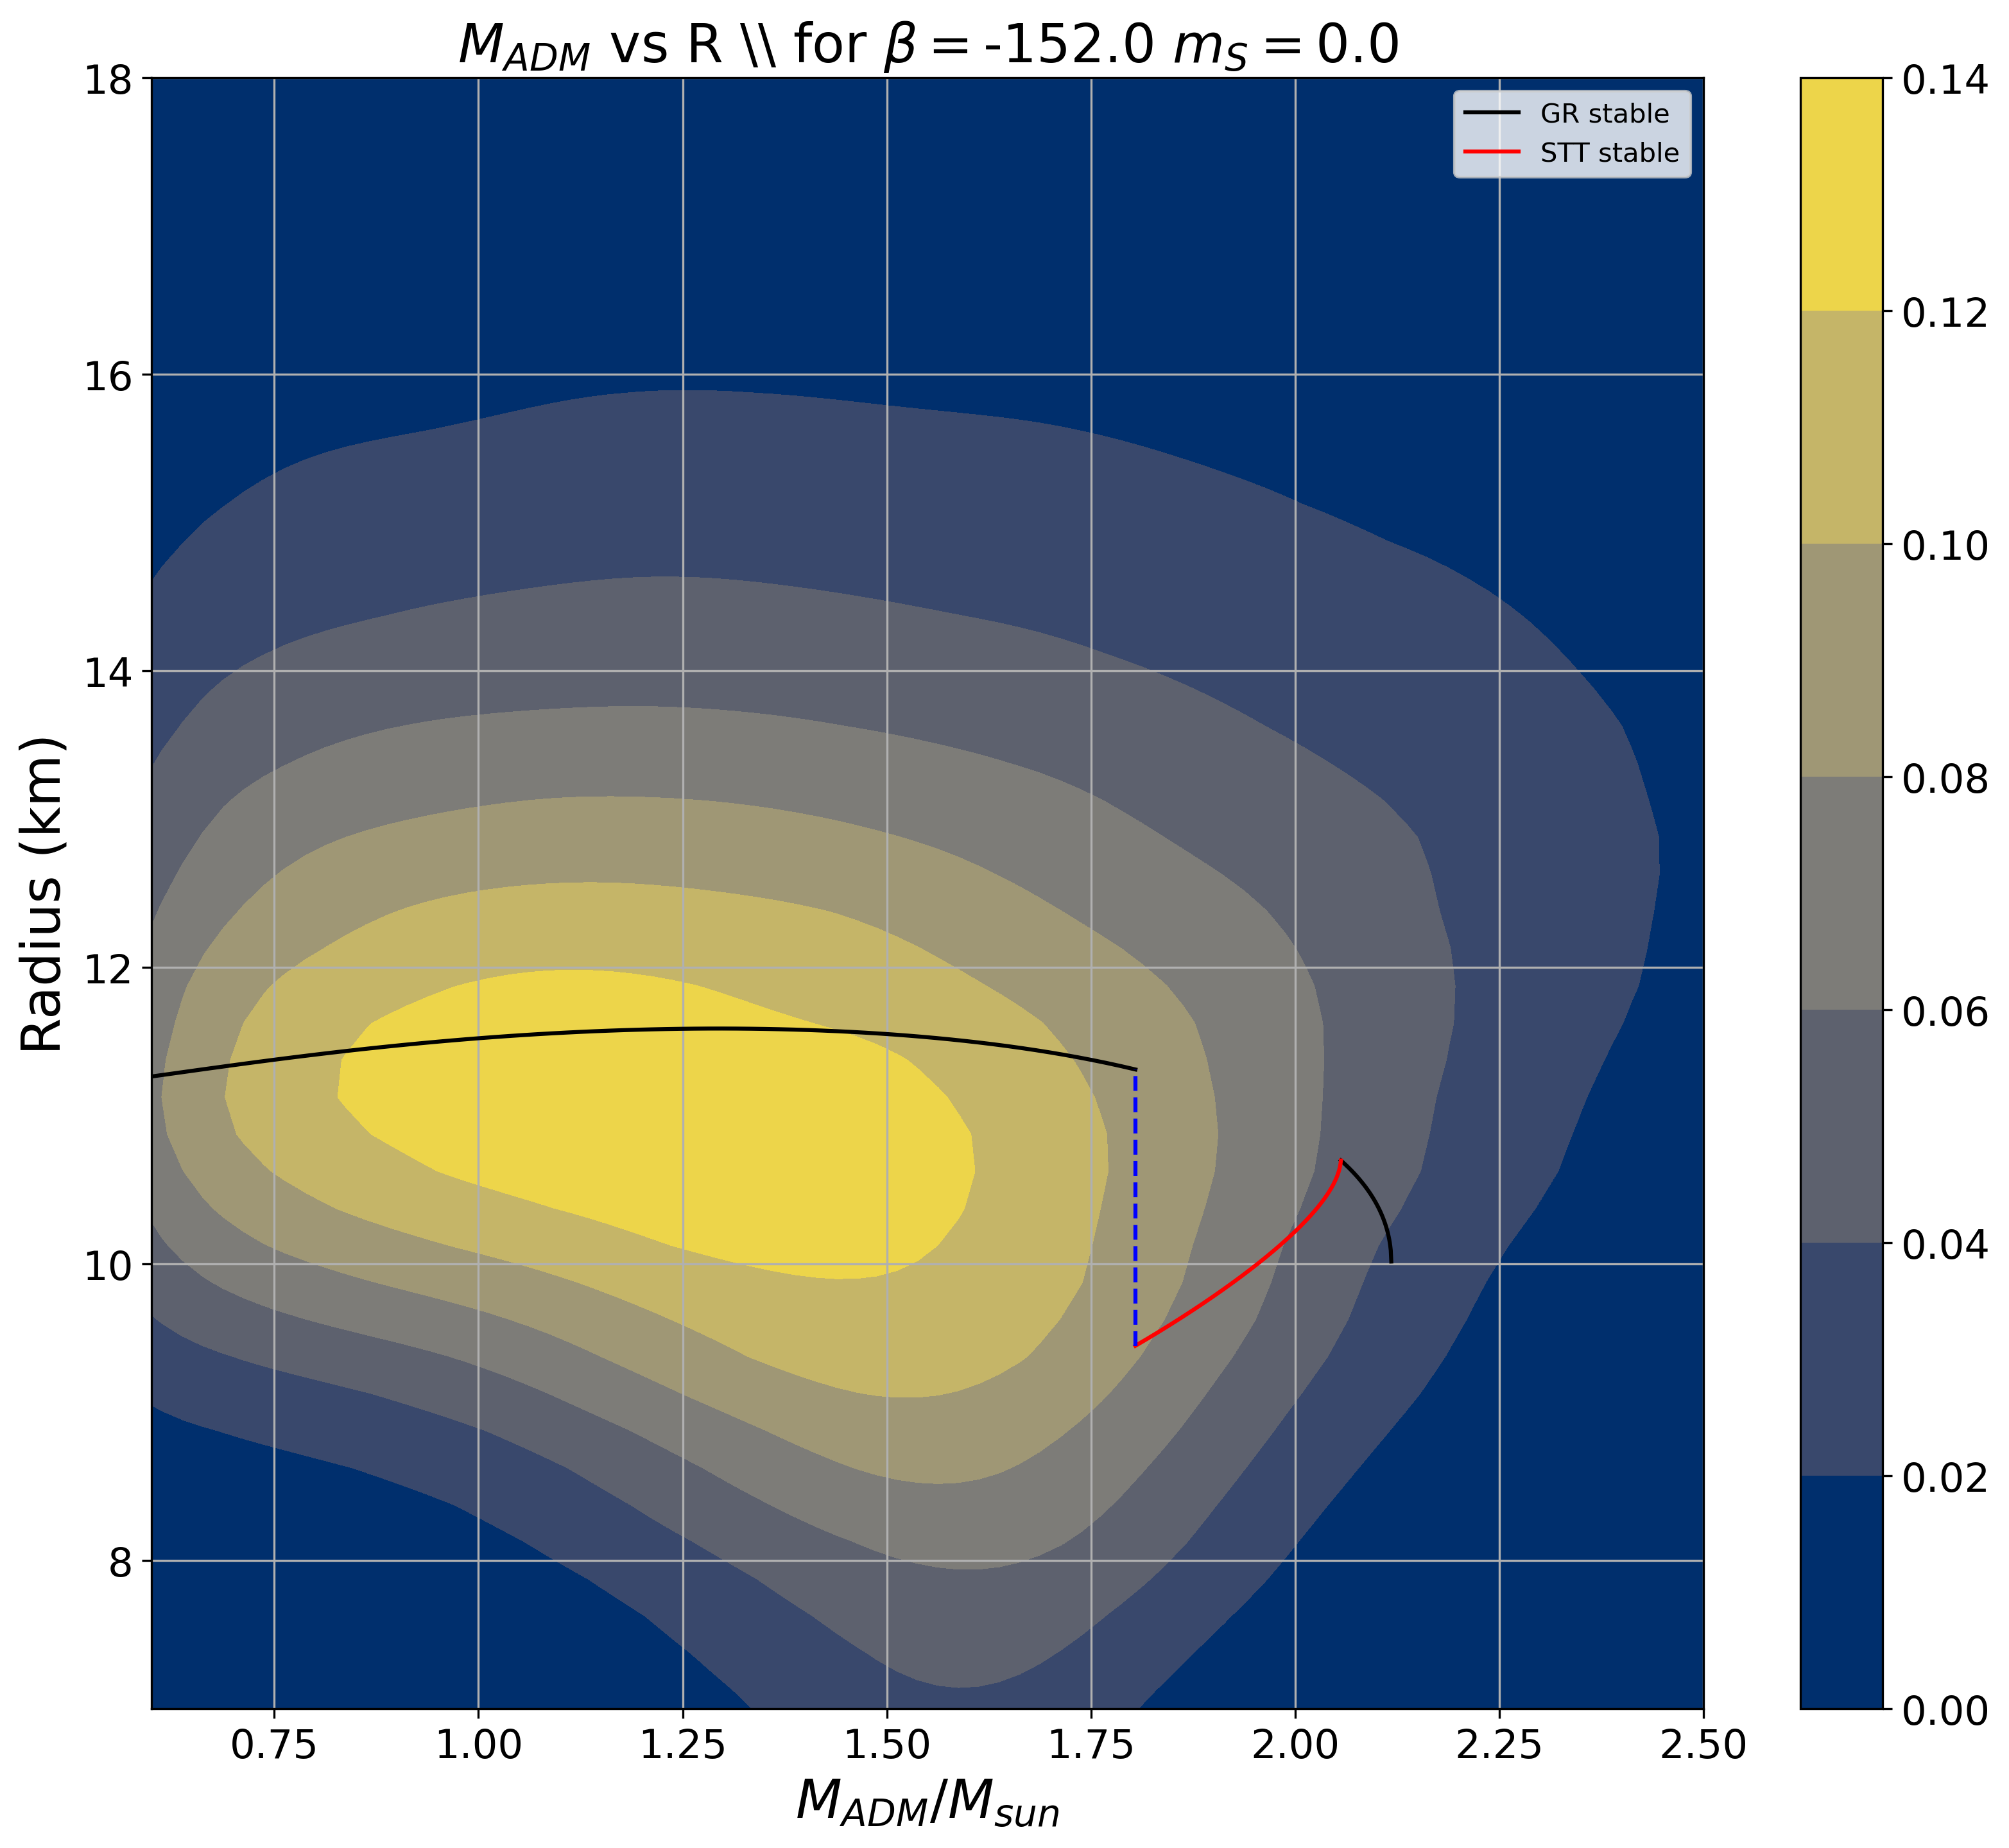 M_ADM vs R \\ for β = -152.0 m_S = 0.0
GR stable
STT stable
18
16
14
12
10
8
Radius (km)
0.75 1.00 1.25 1.50 1.75 2.00 2.25 2.50
M_ADM/M_sun
0.14
0.12
0.10
0.08
0.06
0.04
0.02
0.00